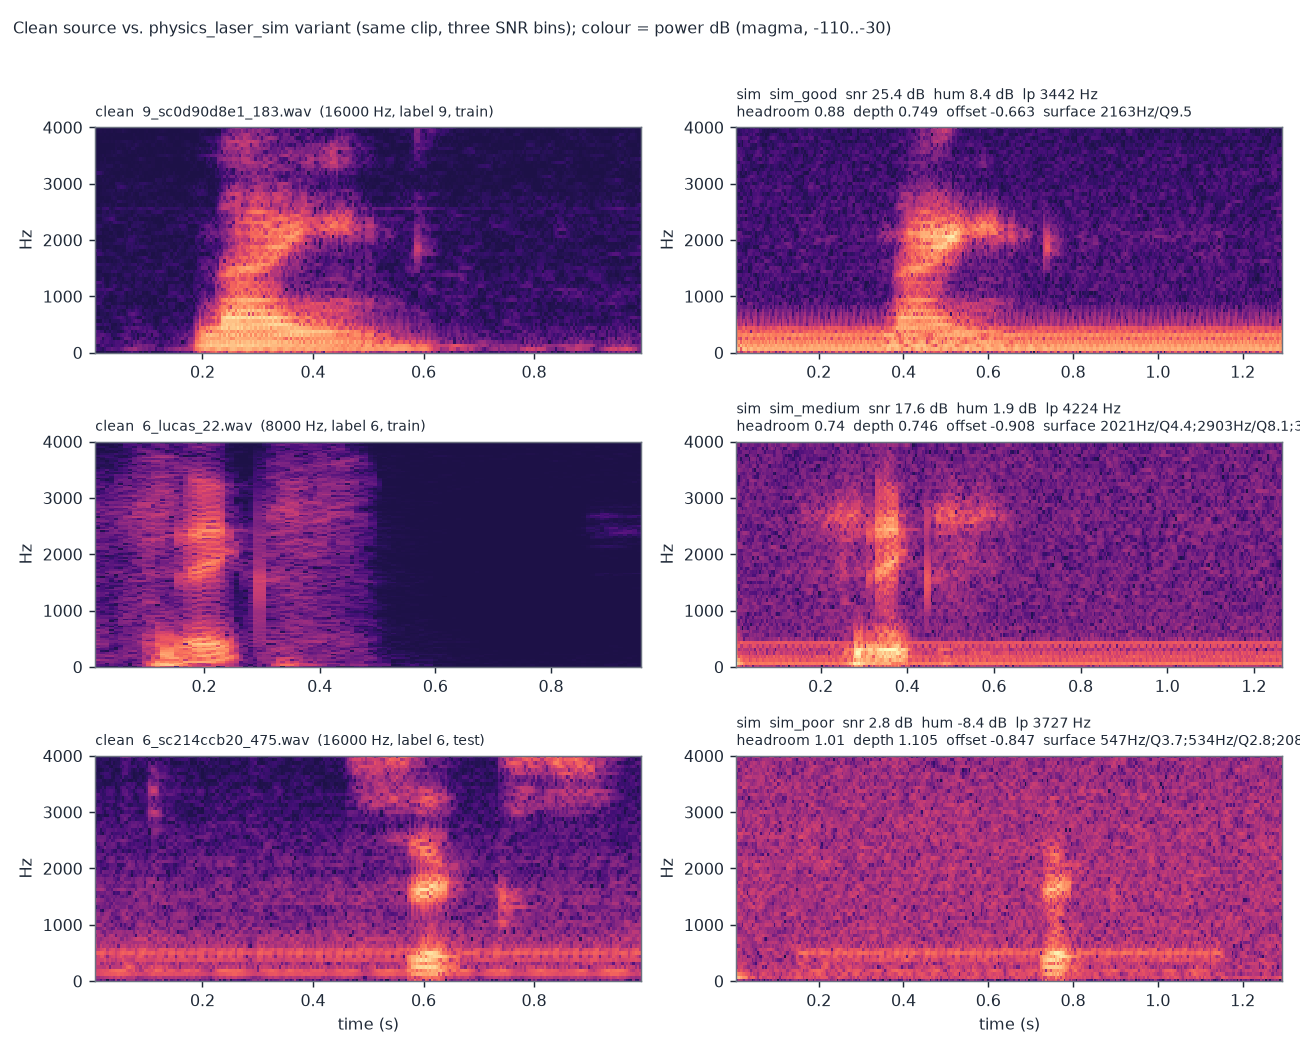 Clean source vs. physics_laser_sim variant (same clip, three SNR bins); colour = power dB (magma, -110..-30)
clean  9_sc0d90d8e1_183.wav  (16000 Hz, label 9, train)
4000
3000
2000
1000
0
Hz
0.2 0.4 0.6 0.8
sim  sim_good  snr 25.4 dB  hum 8.4 dB  lp 3442 Hz
headroom 0.88  depth 0.749  offset -0.663  surface 2163Hz/Q9.5
4000
3000
2000
1000
0
Hz
0.2 0.4 0.6 0.8 1.0 1.2
clean  6_lucas_22.wav  (8000 Hz, label 6, train)
4000
3000
2000
1000
0
Hz
0.2 0.4 0.6 0.8
sim  sim_medium  snr 17.6 dB  hum 1.9 dB  lp 4224 Hz
headroom 0.74  depth 0.746  offset -0.908  surface 2021Hz/Q4.4;2903Hz/Q8.1;3
4000
3000
2000
1000
0
Hz
0.2 0.4 0.6 0.8 1.0 1.2
clean  6_sc214ccb20_475.wav  (16000 Hz, label 6, test)
4000
3000
2000
1000
0
Hz
0.2 0.4 0.6 0.8
time (s)
sim  sim_poor  snr 2.8 dB  hum -8.4 dB  lp 3727 Hz
headroom 1.01  depth 1.105  offset -0.847  surface 547Hz/Q3.7;534Hz/Q2.8;208
4000
3000
2000
1000
0
Hz
0.2 0.4 0.6 0.8 1.0 1.2
time (s)